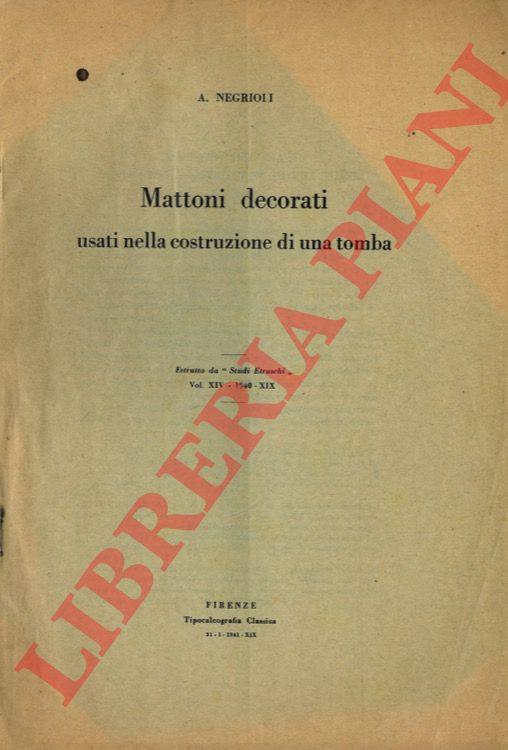 A. NEGRIOLI
Mattoni decorati
usati nella costruzione di una tomba
Estratto da " Studi Etruschi „
Vol. XIV - 1940 - XIX
FIRENZE
Tipocalcografia Classica
31 - 1 - 1941 - XIX
LIBRERIA PIANI